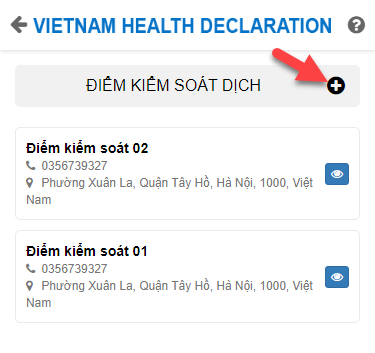 VIETNAM HEALTH DECLARATION
ĐIỂM KIỂM SOÁT DỊCH
Điểm kiểm soát 02
0356739327
Phường Xuân La, Quận Tây Hồ, Hà Nội, 1000, Việt
Nam
Điểm kiểm soát 01
0356739327
Phường Xuân La, Quận Tây Hồ, Hà Nội, 1000, Việt
Nam